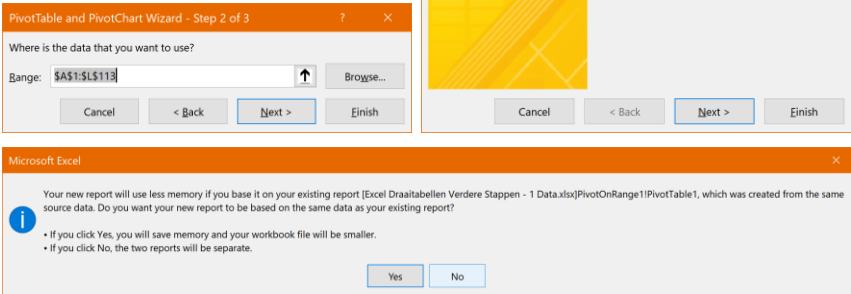 PivotTable and PivotChart Wizard - Step 2 of 3 ? ×
Where is the data that you want to use?
Range: $A$1:$L$113 Browse...
Cancel < Back Next > Finish
Cancel < Back Next > Finish
Microsoft Excel ×
Your new report will use less memory if you base it on your existing report [Excel Draaitabellen Verdere Stappen - 1 Data.xlsx]PivotOnRange1!PivotTable1, which was created from the same
source data. Do you want your new report to be based on the same data as your existing report?
• If you click Yes, you will save memory and your workbook file will be smaller.
• If you click No, the two reports will be separate.
Yes No